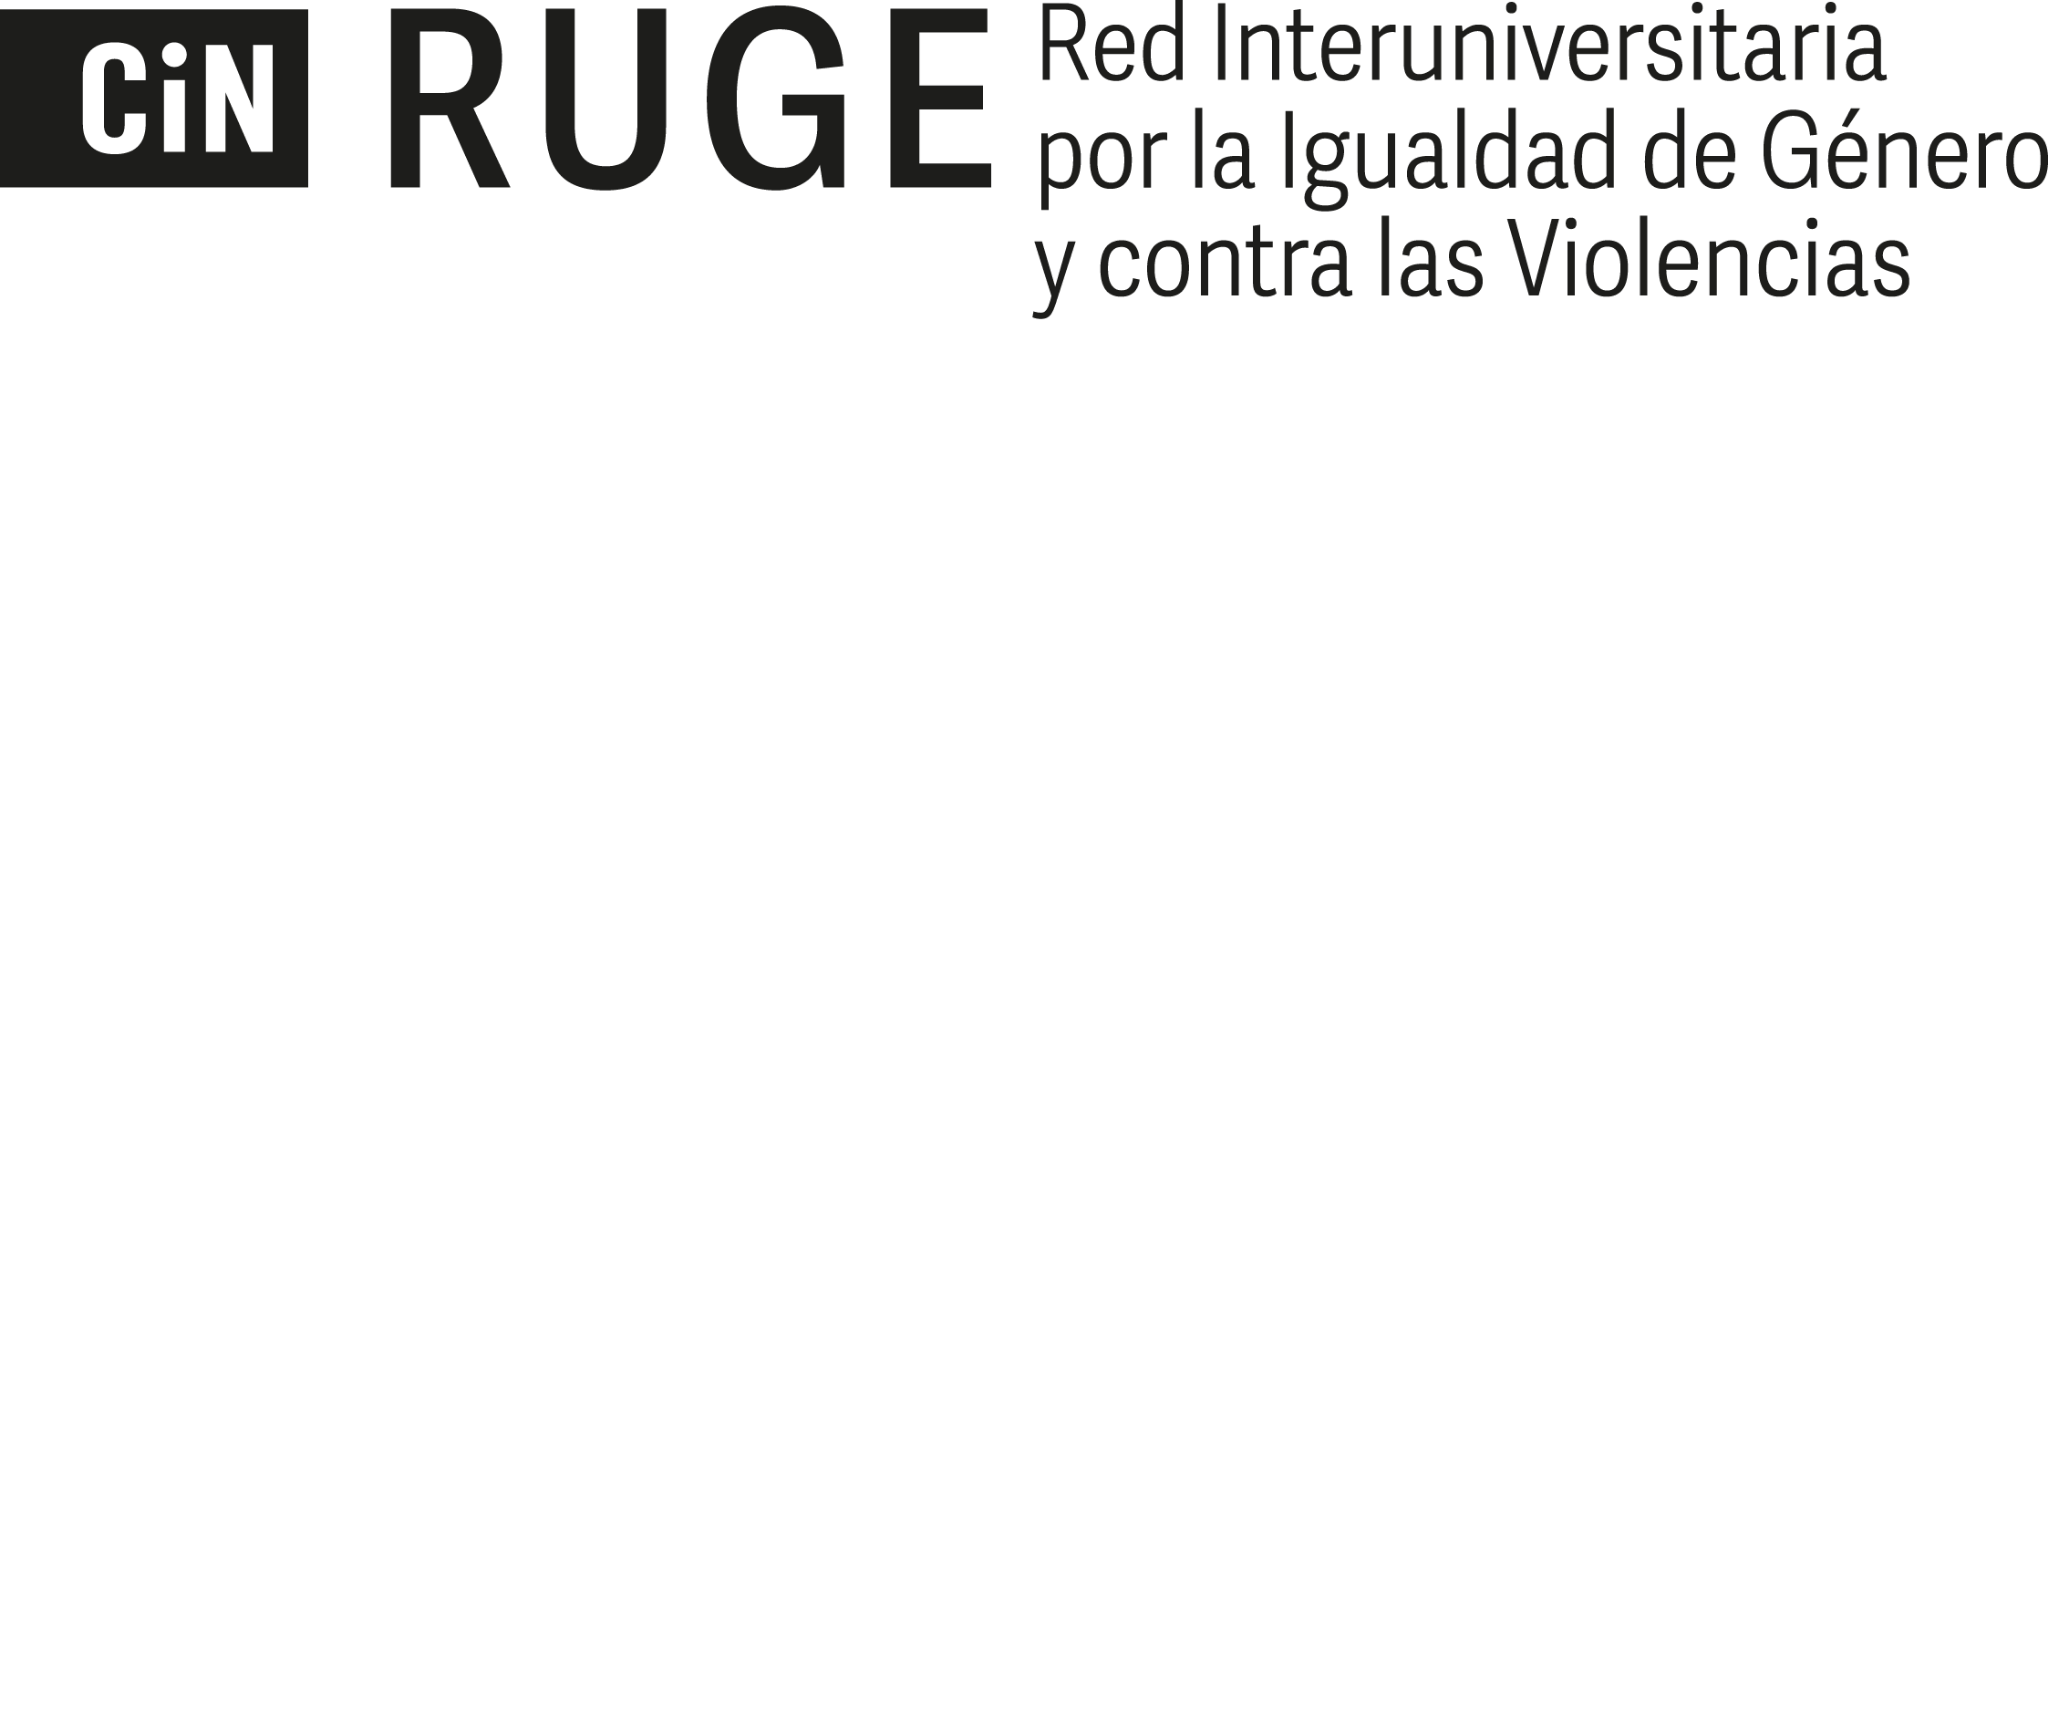 CiN RUGE
Red Interuniversitaria
por la Igualdad de Género
y contra las Violencias